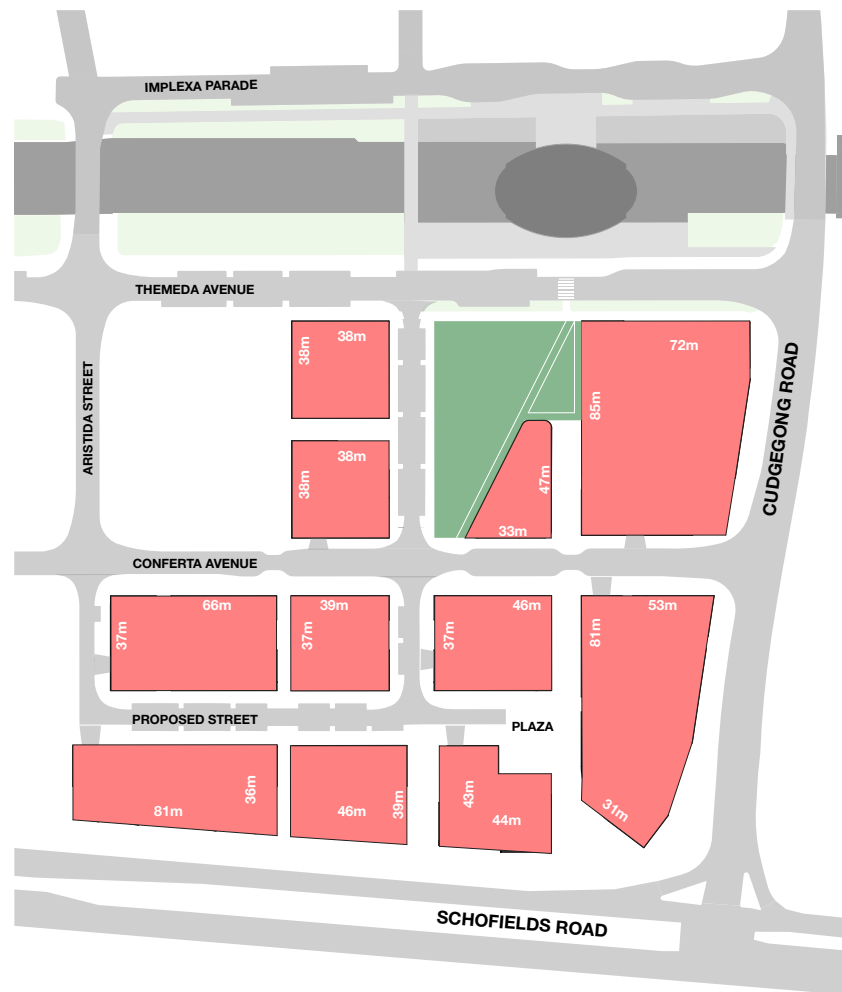 IMPLEXA PARADE
THEMEDA AVENUE
38m
38m
72m
85m
ARISTIDA STREET
CUDGEGONG ROAD
38m
38m
47m
33m
CONFERTA AVENUE
66m
37m
39m
37m
46m
37m
53m
81m
PROPOSED STREET
PLAZA
81m
36m
46m
39m
43m
44m
31m
SCHOFIELDS ROAD